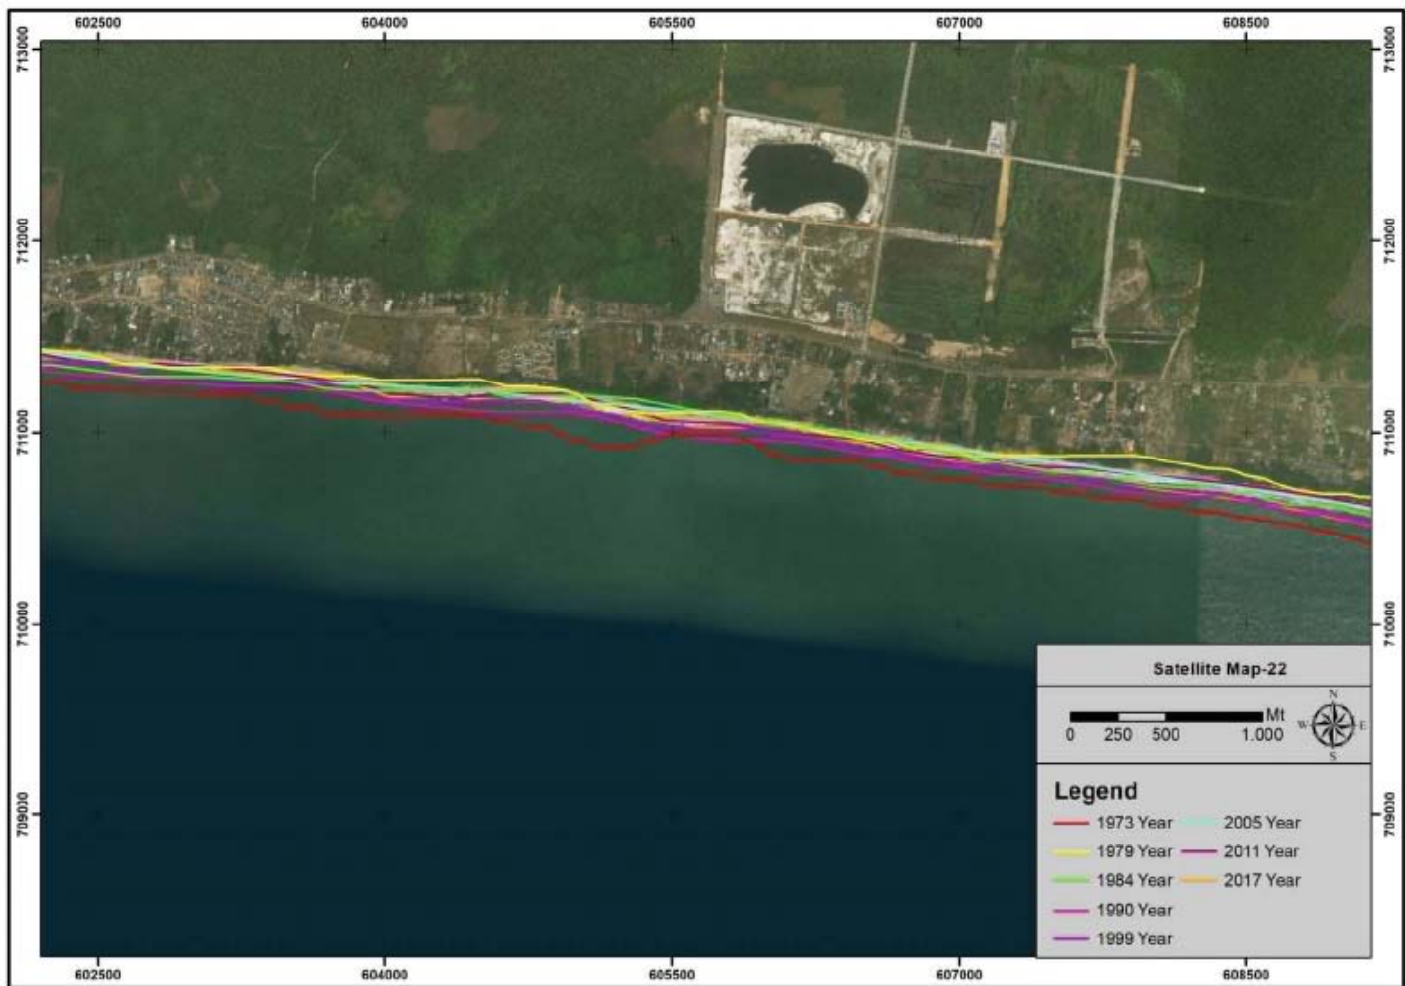 602500 604000 605500 607000 608500
713000 713000
712000 712000
711000 711000
710000 710000
709000 709000
Satellite Map-22
Mt
0 250 500 1.000
N
W E
S
Legend
1973 Year 2005 Year
1979 Year 2011 Year
1984 Year 2017 Year
1990 Year
1999 Year
602500 604000 605500 607000 608500